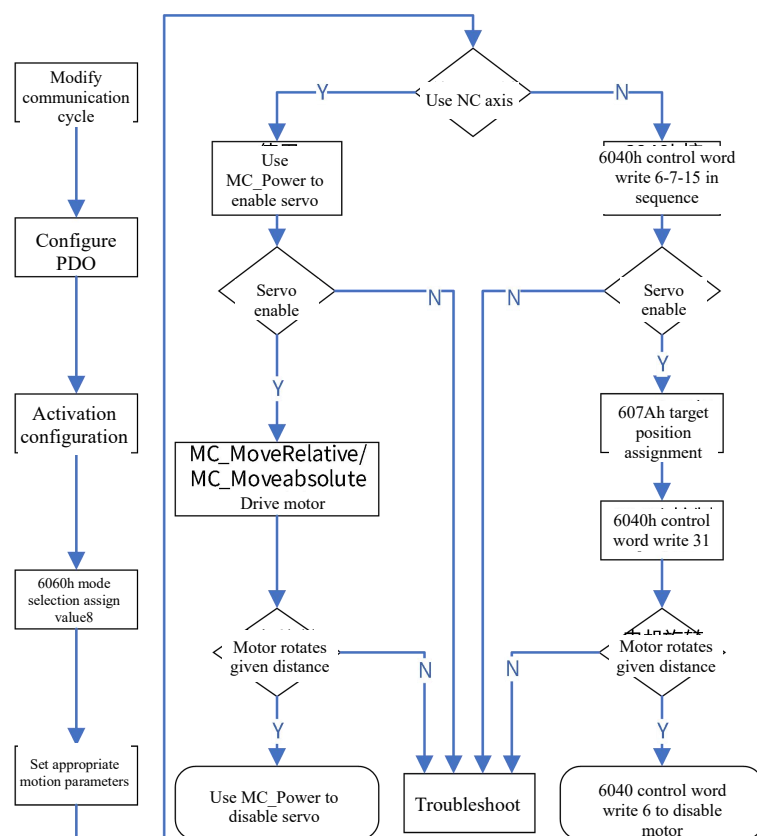 Modify
communication
cycle
Configure
PDO
Activation
configuration
6060h mode
selection assign
value8
Set appropriate
motion parameters
Use NC axis
Y
N
Use
MC_Power to
enable servo
Servo
enable
N
Y
MC_MoveRelative/
MC_Moveabsolute
Drive motor
Motor rotates
given distance
N
Y
Use MC_Power to
disable servo
6040h control word
write 6-7-15 in
sequence
Servo
enable
N
Y
607Ah target
position
assignment
6040h control
word write 31
Motor rotates
given distance
N
Y
6040 control word
write 6 to disable
motor
Troubleshoot